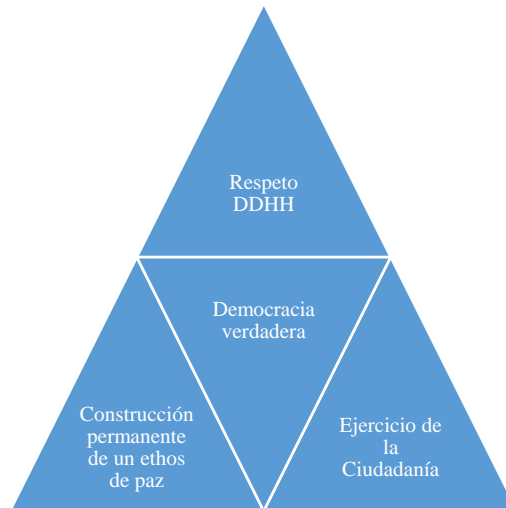 Respeto
DDHH
Democracia
verdadera
Construcción
permanente
de un ethos
de paz
Ejercicio de
la
Ciudadanía